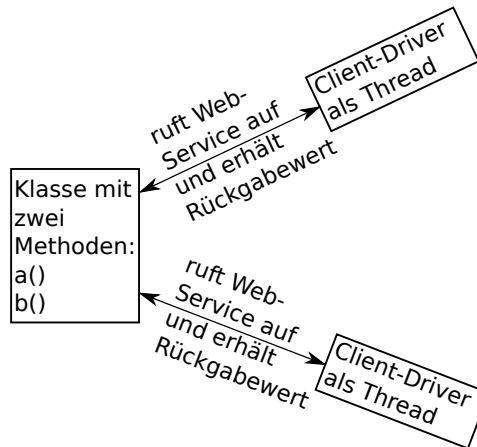 Client-Driver
als Thread
ruft Web-
Service auf
und erhält
Rückgabewert
Klasse mit
zwei
Methoden:
a()
b()
ruft Web-
Service auf
und erhält
Rückgabewert
Client-Driver
als Thread